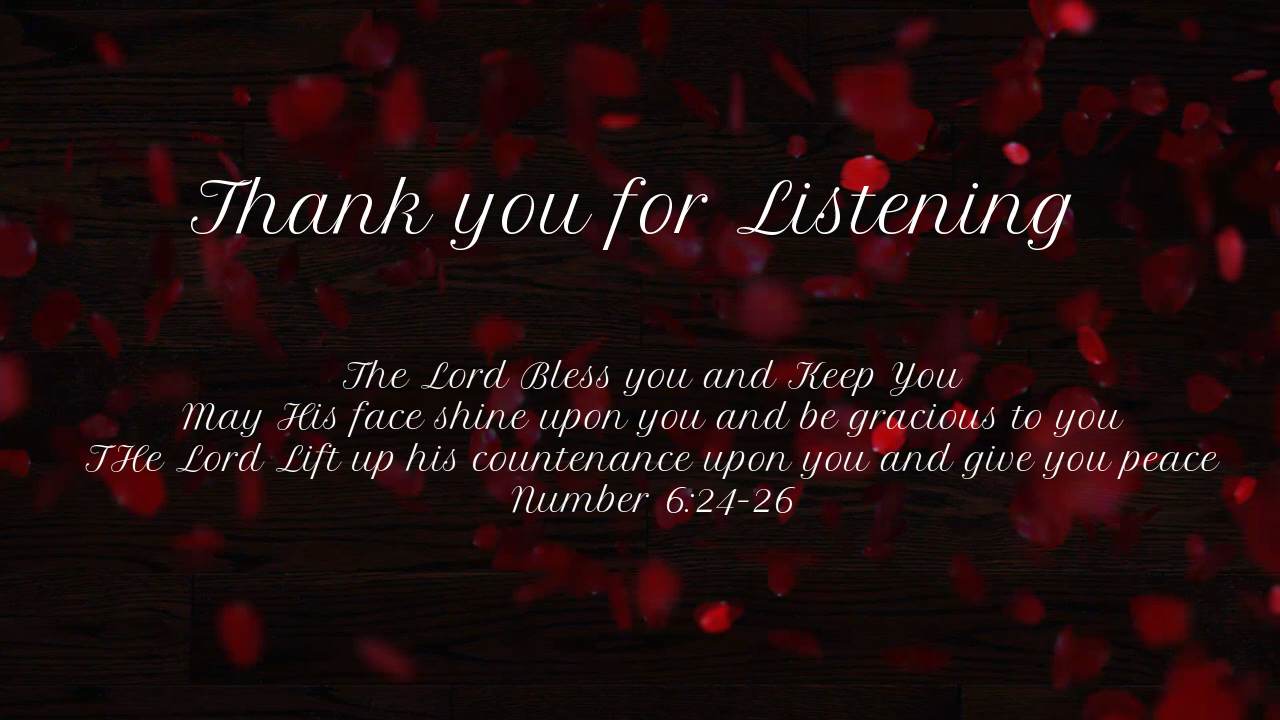 Thank you for Listening
The Lord Bless you and Keep You
May His face shine upon you and be gracious to you
THe Lord Lift up his countenance upon you and give you peace
Number 6:24-26